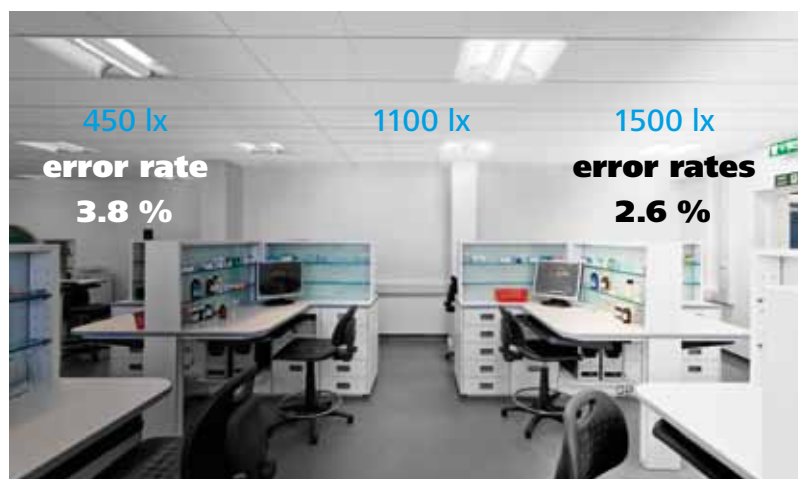 450 lx
error rate
3.8 %
1100 lx
1500 lx
error rates
2.6 %